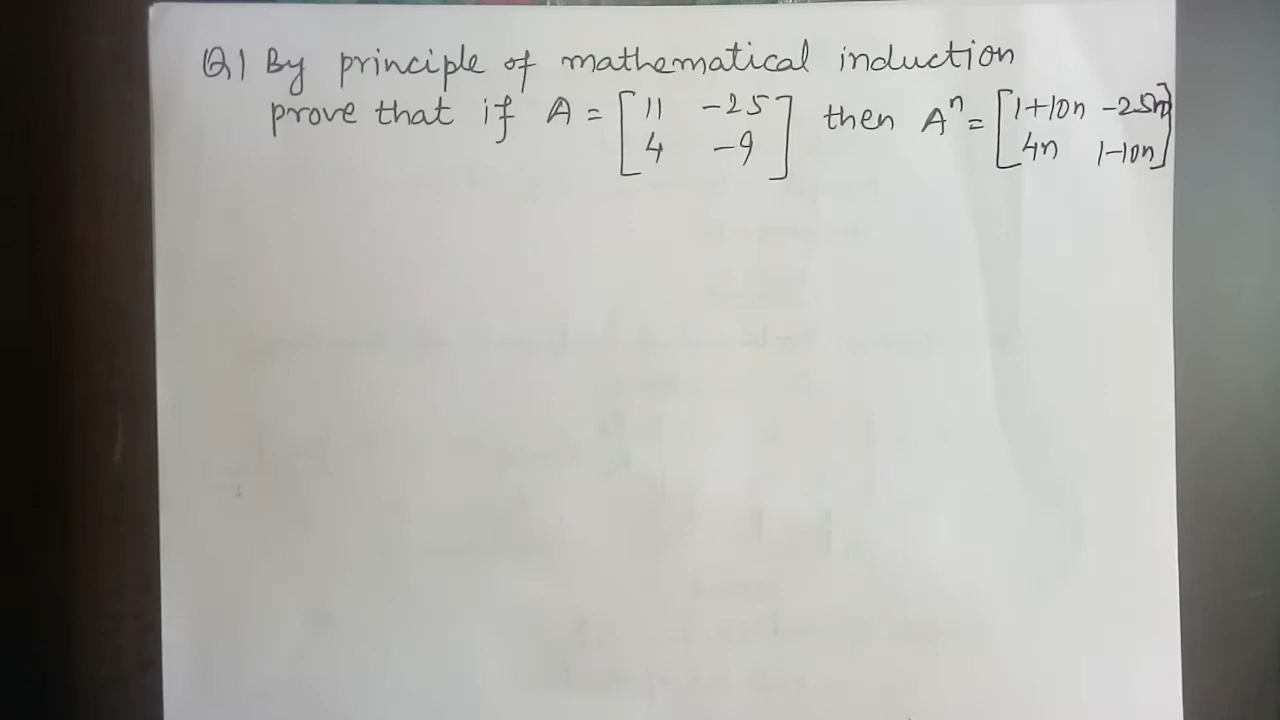 Q1 By principle of mathematical induction
prove that if A = [11 -25 4 -9] then Aⁿ = [1+10n -25n 4n 1-10n]